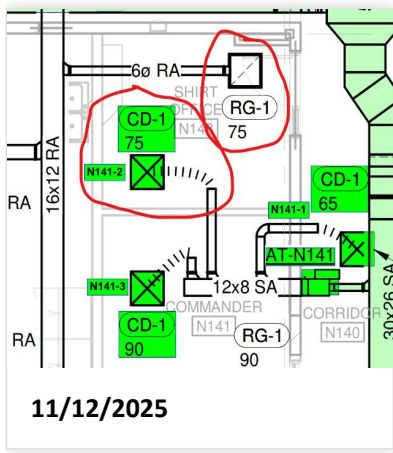 6ø RA
SHIRT
OFFICE
RG-1
75
CD-1
75
N141-2
16x12 RA
RA
CD-1
65
N141-1
AT-N141
N141-3
12x8 SA
COMMANDER
N141
CORRIDOR
N140
CD-1
90
RG-1
90
30x26 SA
RA
11/12/2025